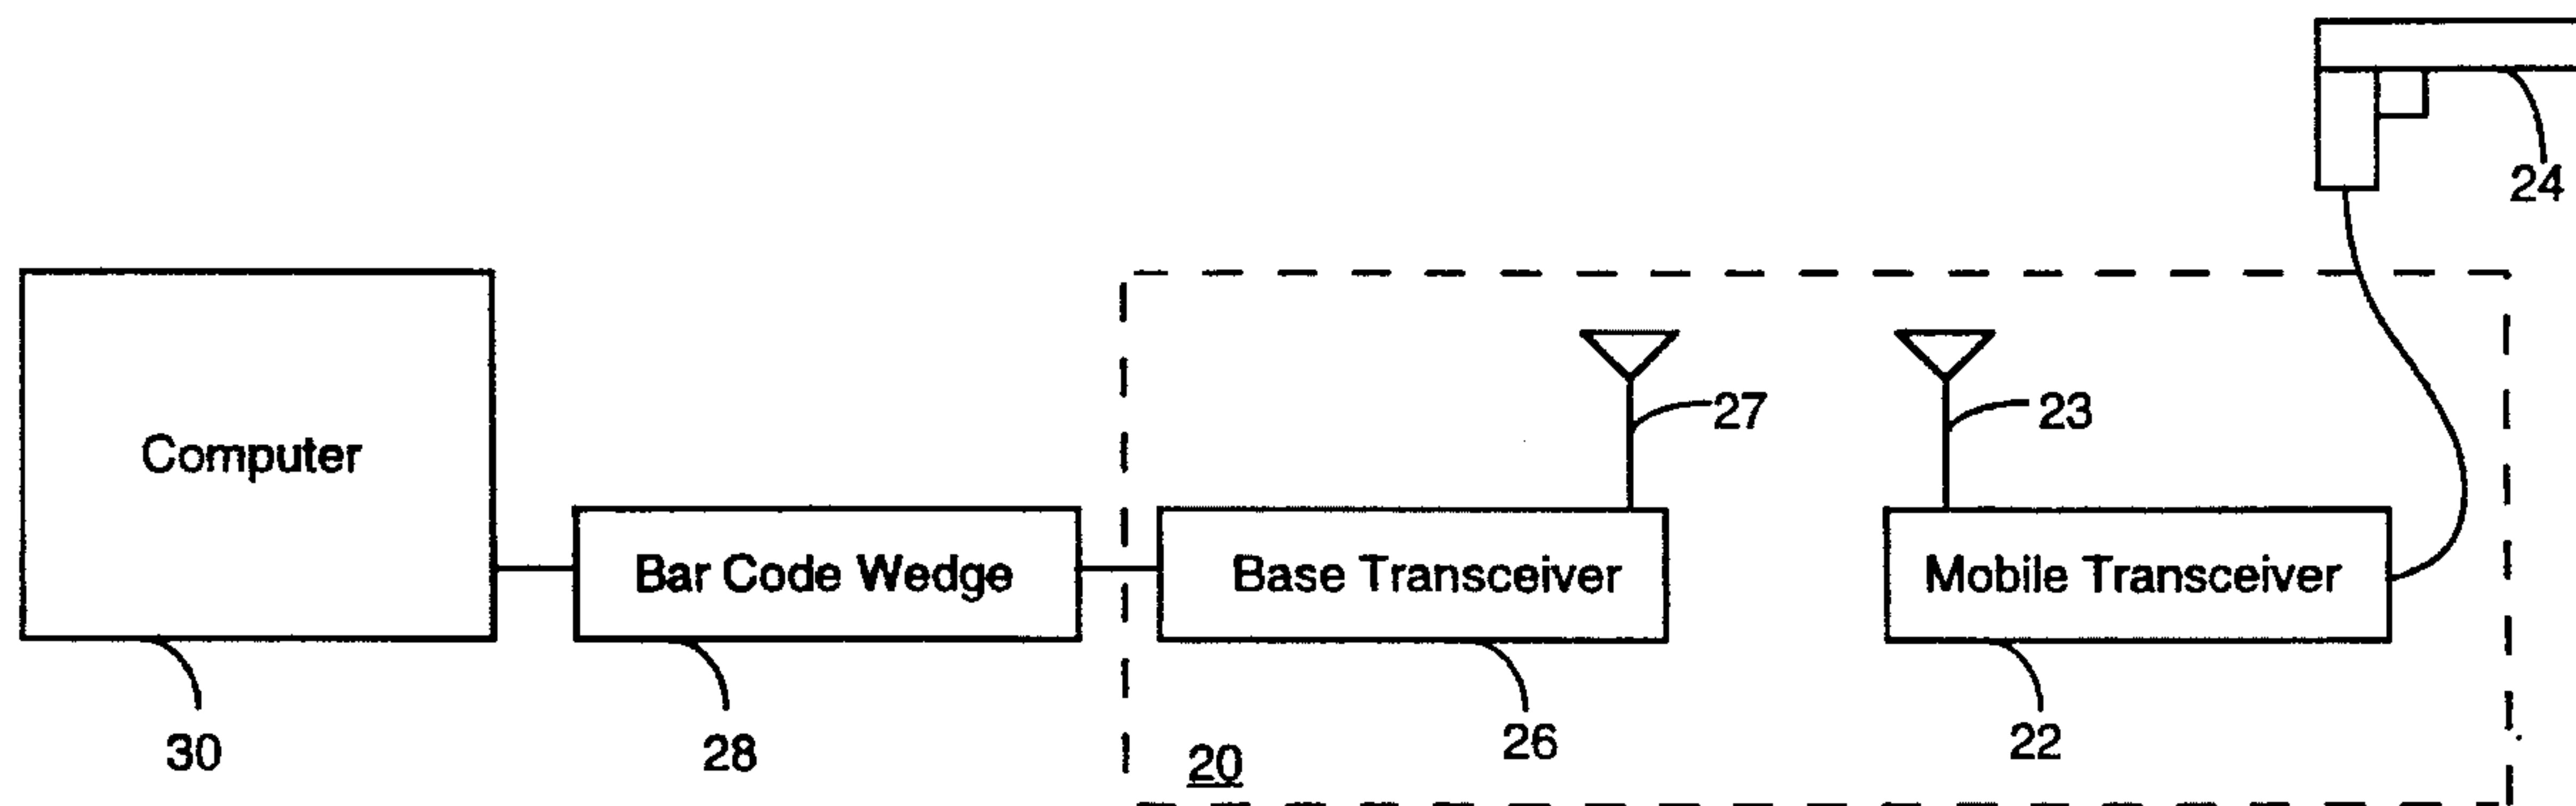 24
27
23
Computer
Bar Code Wedge
Base Transceiver
Mobile Transceiver
30
28
20
26
22